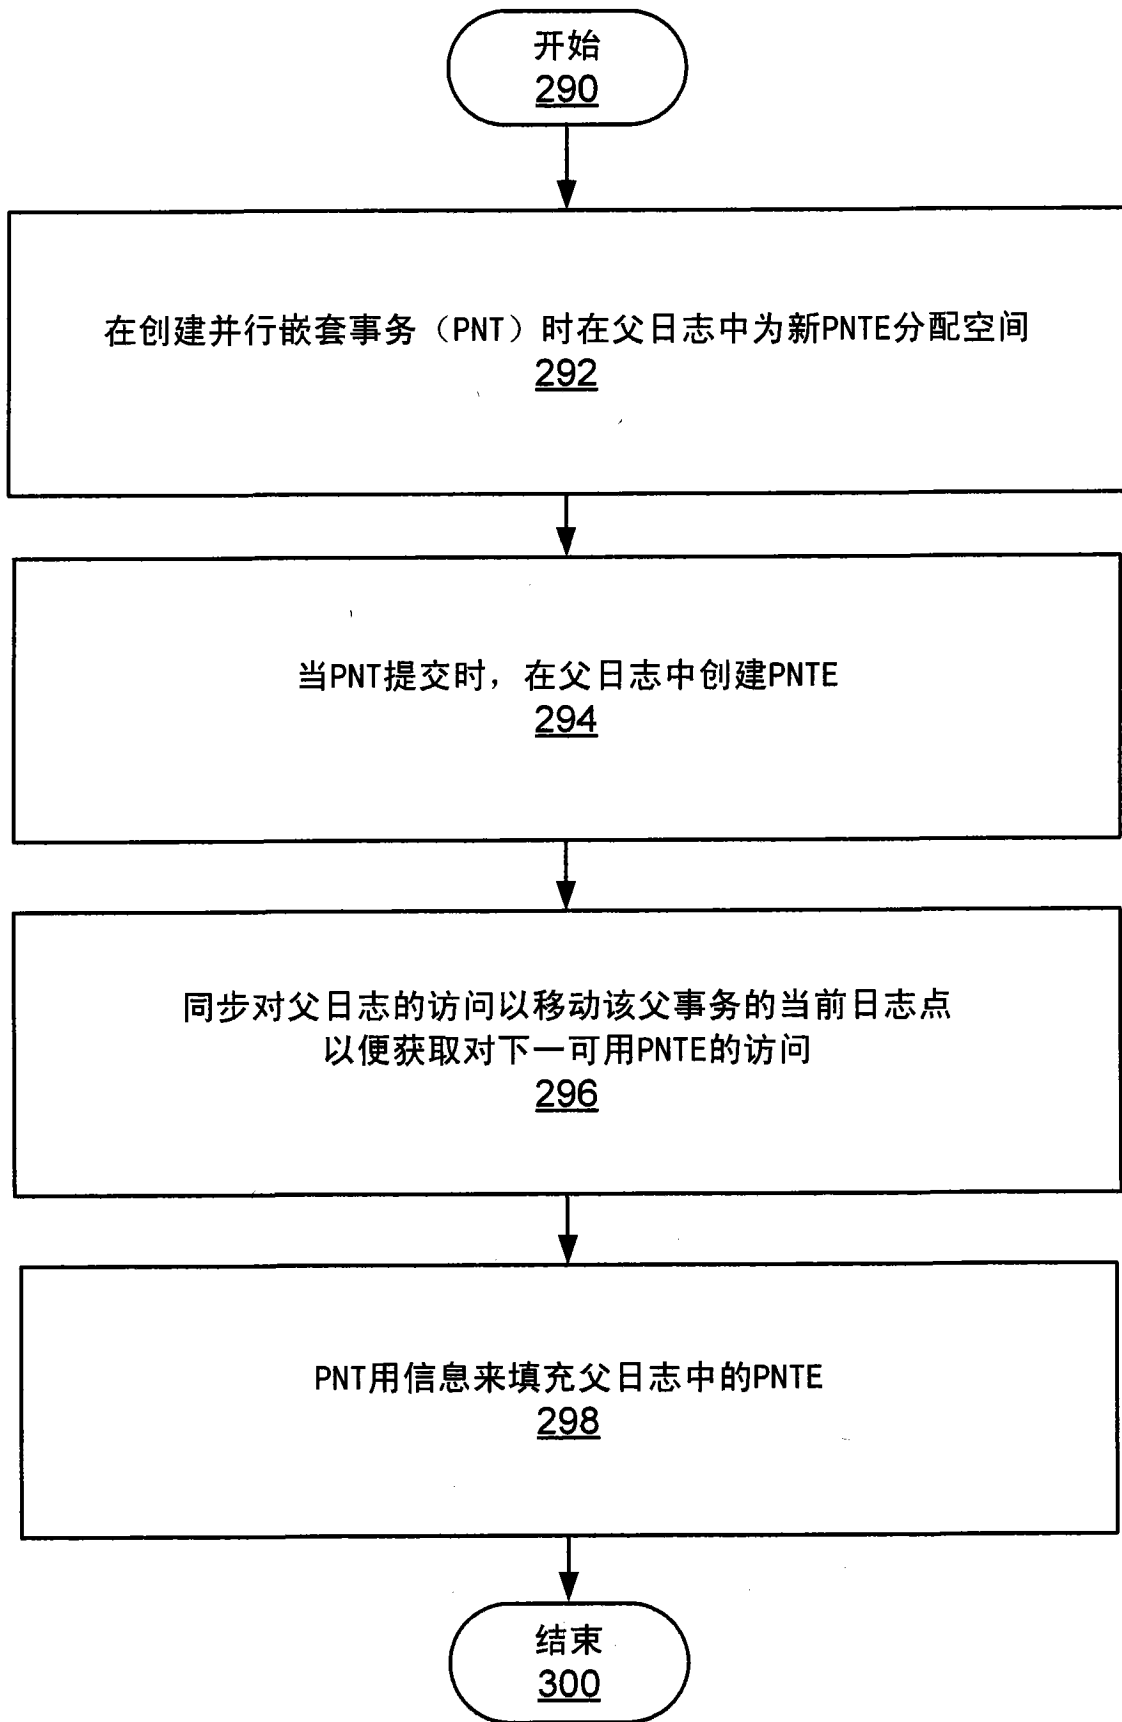 开始
290
在创建并行嵌套事务（PNT）时在父日志中为新PNTE分配空间
292
当PNT提交时，在父日志中创建PNTE
294
同步对父日志的访问以移动该父事务的当前日志点
以便获取对下一可用PNTE的访问
296
PNT用信息来填充父日志中的PNTE
298
结束
300